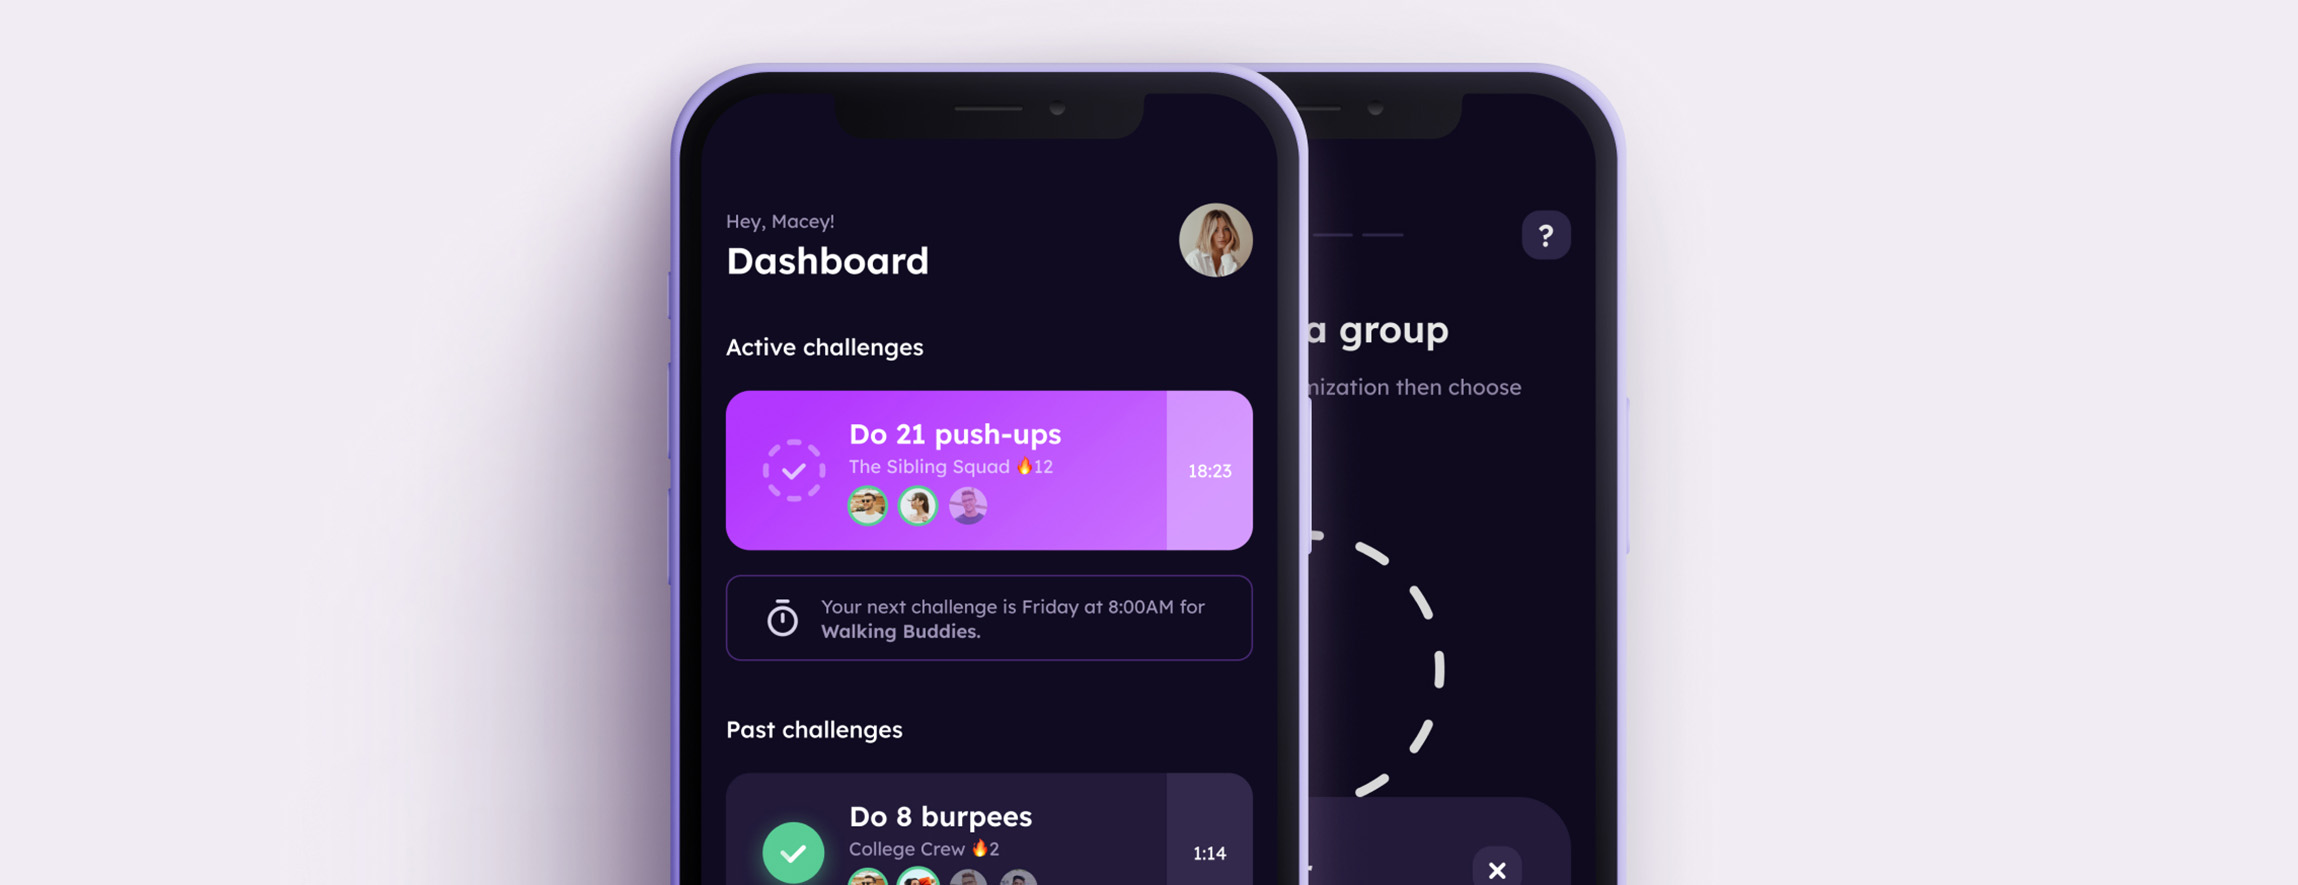 Hey, Macey!
Dashboard
Active challenges
Do 21 push-ups
The Sibling Squad 🔥12
18:23
Your next challenge is Friday at 8:00AM for
Walking Buddies.
Past challenges
Do 8 burpees
College Crew 🔥2
1:14
?
a group
then choose